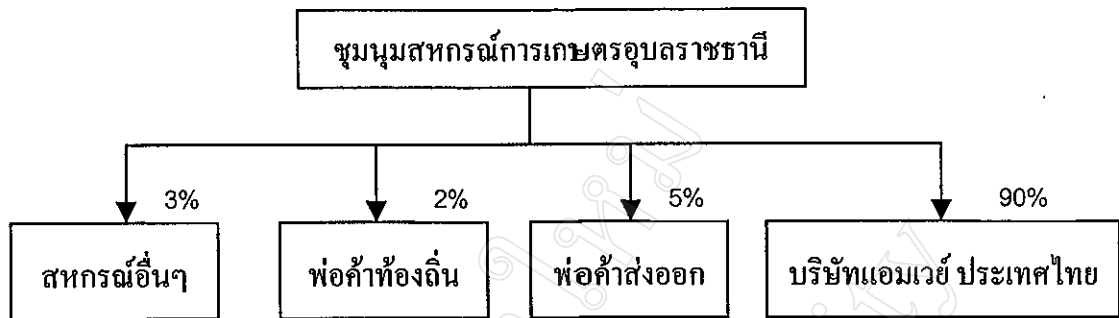 ชุมนุมสหกรณ์การเกษตรอุบลราชธานี
3%
2%
5%
90%
สหกรณ์อื่นๆ
พ่อค้าท้องถิ่น
พ่อค้าส่งออก
บริษัทแอมเวย์ ประเทศไทย